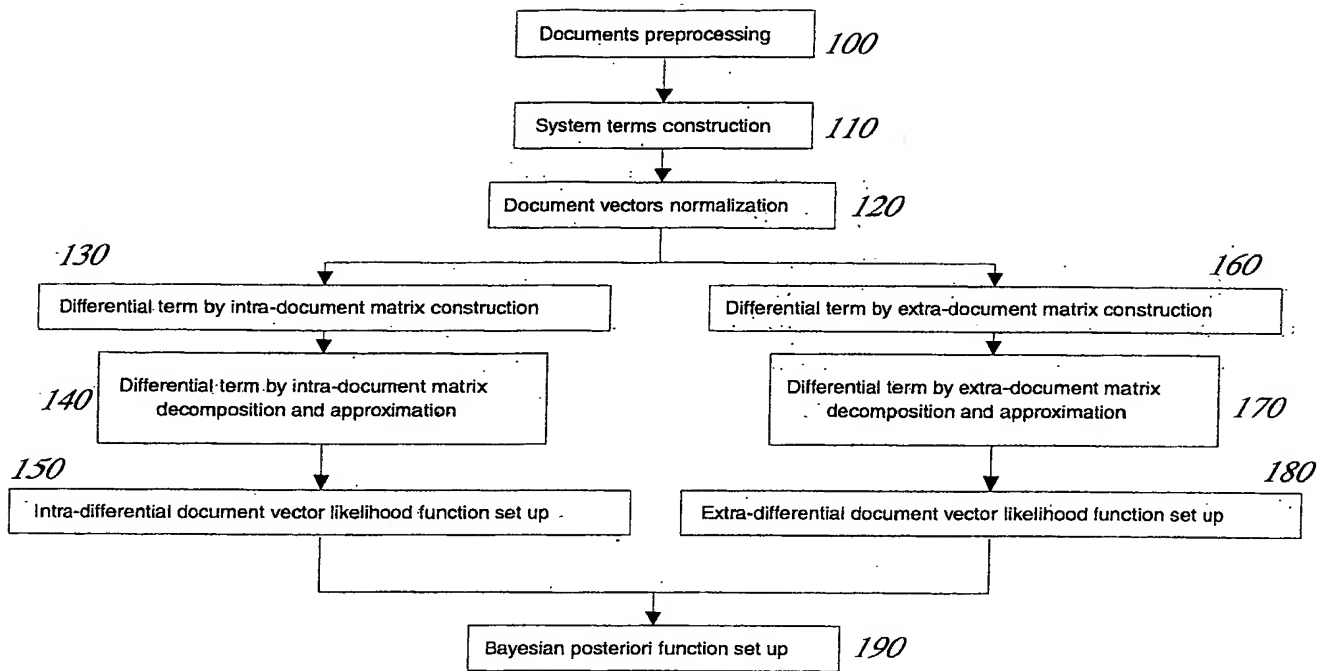 Documents preprocessing
100
System terms construction
110
Document vectors normalization
120
130
160
Differential term by intra-document matrix construction
Differential term by extra-document matrix construction
140
Differential term by intra-document matrix
decomposition and approximation
Differential term by extra-document matrix
decomposition and approximation
170
150
180
Intra-differential document vector likelihood function set up
Extra-differential document vector likelihood function set up
Bayesian posteriori function set up
190